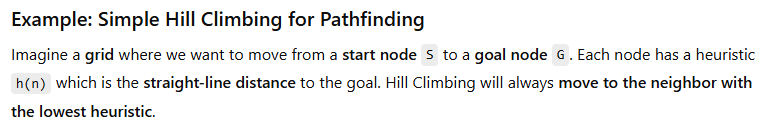 Example: Simple Hill Climbing for Pathfinding
Imagine a grid where we want to move from a start node S to a goal node G. Each node has a heuristic
h(n) which is the straight-line distance to the goal. Hill Climbing will always move to the neighbor with
the lowest heuristic.